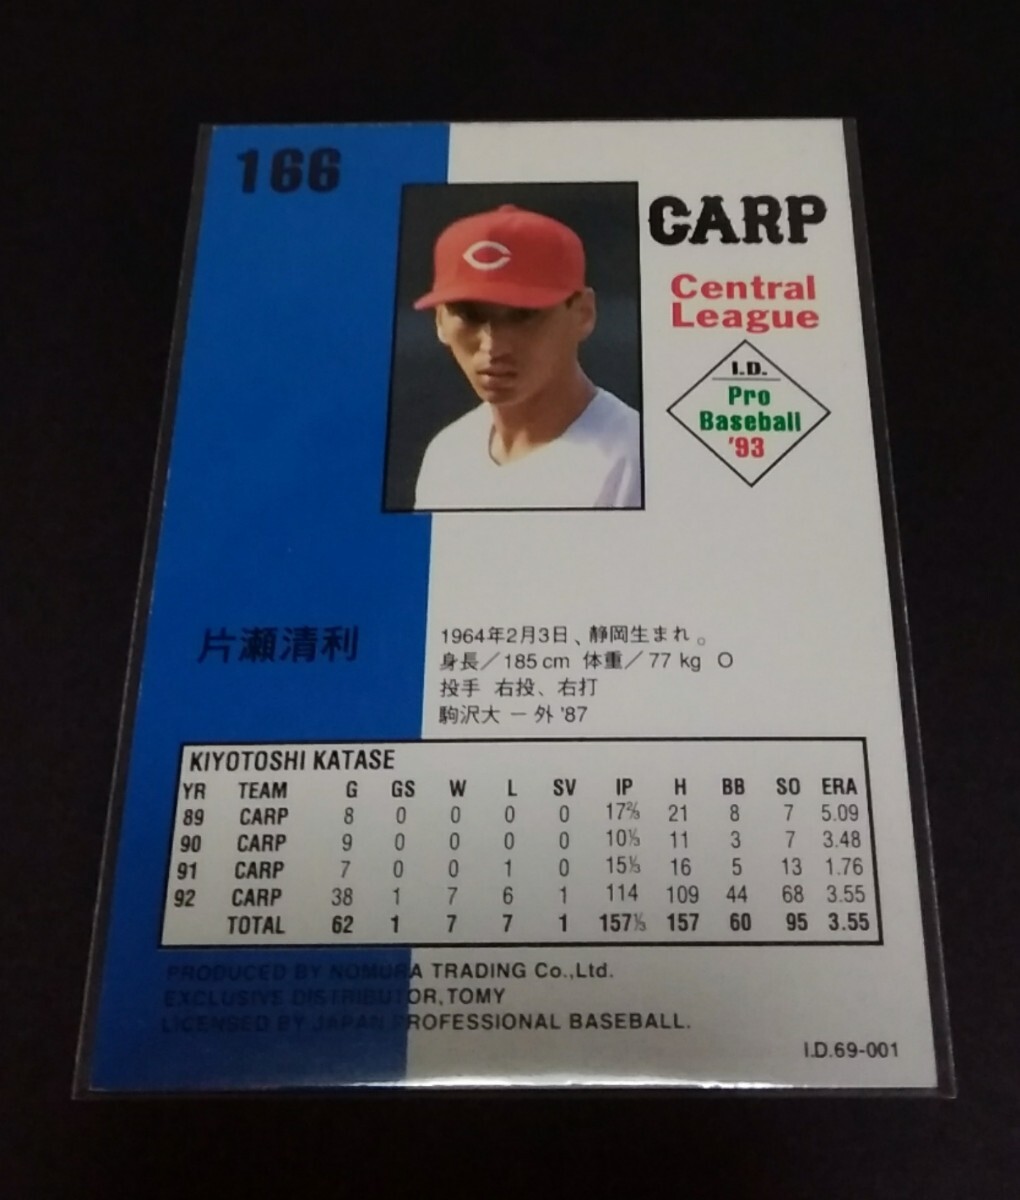 166
CARP
Central
League
I.D.
Pro
Baseball
'93
C
片瀬清利
1964年2月3日、静岡生まれ。
身長／185cm 体重／77kg O
投手 右投、右打
駒沢大 － 外 '87
KIYOTOSHI KATASE
YR TEAM G GS W L SV IP H BB SO ERA
89 CARP 8 0 0 0 0 17⅔ 21 8 7 5.09
90 CARP 9 0 0 0 0 10⅓ 11 3 7 3.48
91 CARP 7 0 0 1 0 15⅓ 16 5 13 1.76
92 CARP 38 1 7 6 1 114 109 44 68 3.55
TOTAL 62 1 7 7 1 157⅓ 157 60 95 3.55
PRODUCED BY NOMURA TRADING Co.,Ltd.
EXCLUSIVE DISTRIBUTOR,TOMY
LICENSED BY JAPAN PROFESSIONAL BASEBALL.
I.D.69-001